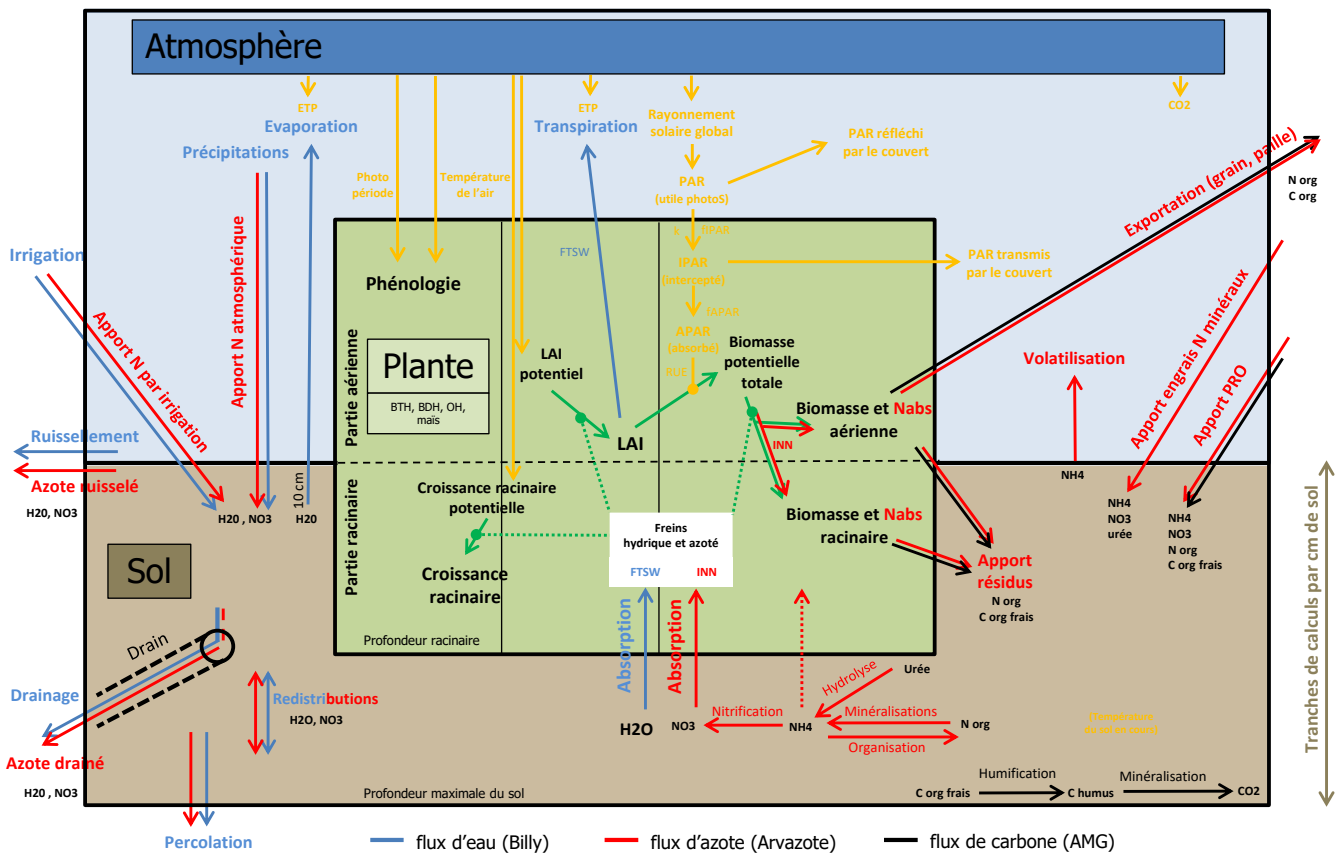 Atmosphère
ETP
Evaporation
Précipitations
ETP
Transpiration
Rayonnement
solaire global
CO2
PAR réfléchi
par le couvert
Photo
période
Température
de l'air
PAR
(utile photoS)
Exportation (grain, paille)
N org
C org
fiPAR
FTSW
IPAR
(intercepté)
PAR transmis
par le couvert
Irrigation
Apport N par irrigation
Apport N atmosphérique
Phénologie
fAPAR
APAR
(absorbé)
RUE
Partie aérienne
Plante
BTH, BDH, OH,
maïs
LAI
potentiel
LAI
Biomasse
potentielle
totale
Biomasse et Nabs
aérienne
INN
Volatilisation
NH4
Apport engrais N minéraux
Apport PRO
Ruissellement
Azote ruisselé
H20, NO3
H20 , NO3
10 cm
H20
Partie racinaire
Croissance racinaire
potentielle
Croissance
racinaire
Profondeur racinaire
Freins
hydrique et azoté
FTSW
INN
Biomasse et Nabs
racinaire
Apport
résidus
N org
C org frais
NH4
NO3
urée
NH4
NO3
N org
C org frais
Tranches de calculs par cm de sol
Sol
Drain
Drainage
Azote drainé
H20 , NO3
Redistributions
H2O, NO3
Absorption
Absorption
H2O
NO3
Nitrification
NH4
Hydrolyse
Urée
Minéralisations
Organisation
N org
Profondeur maximale du sol
C org frais
Humification
C humus
Minéralisation
CO2
Percolation
flux d'eau (Billy)
flux d'azote (Arvazote)
flux de carbone (AMG)